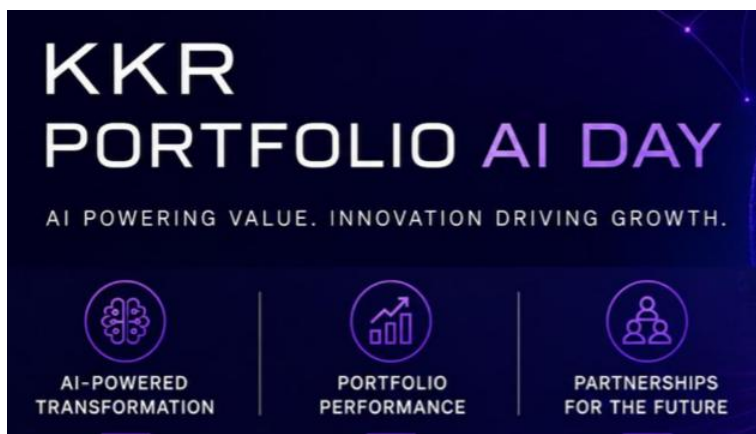 KKR
PORTFOLIO AI DAY
AI POWERING VALUE. INNOVATION DRIVING GROWTH.
AI-POWERED
TRANSFORMATION
PORTFOLIO
PERFORMANCE
PARTNERSHIPS
FOR THE FUTURE